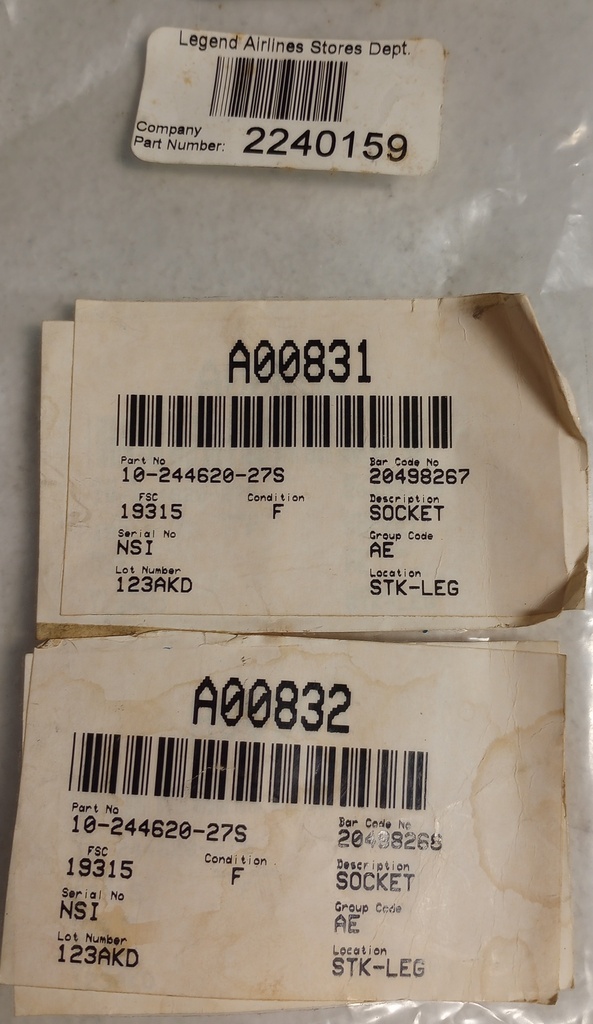 Legend Airlines Stores Dept.
Company
Part Number: 2240159
A00831
Part No Bar Code No
10-244620-27S 20498267
FSC Condition Description
19315 F SOCKET
Serial No Group Code
NSI AE
Lot Number Location
123AKD STK-LEG
A00832
Part No Bar Code No
10-244620-27S 20498268
FSC Condition Description
19315 F SOCKET
Serial No Group Code
NSI AE
Lot Number Location
123AKD STK-LEG